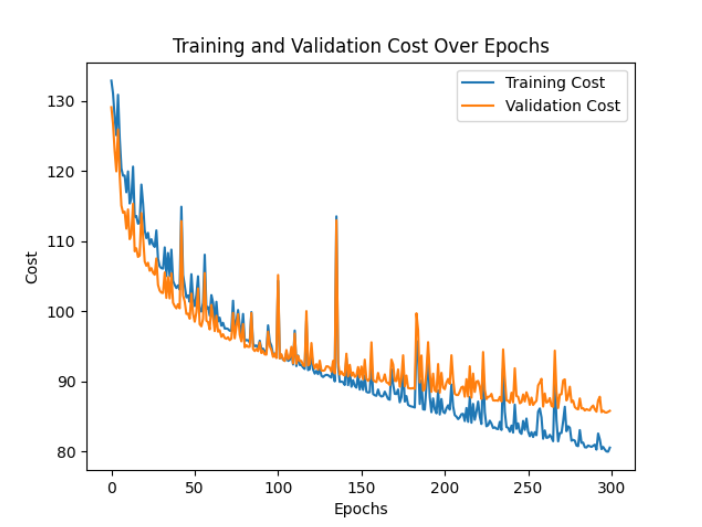 Training and Validation Cost Over Epochs
Training Cost
Validation Cost
Cost
130
120
110
100
90
80
0 50 100 150 200 250 300
Epochs